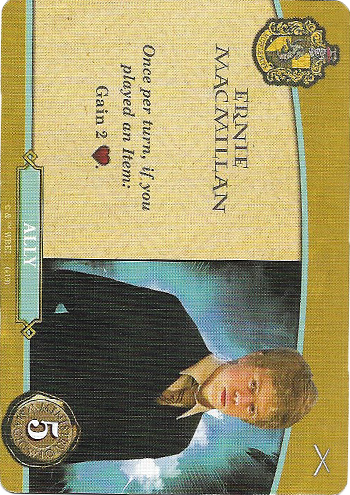 ERNIE
MACMILLAN
Once per turn, if you
played an Item:
Gain 2 .
ALLY
5